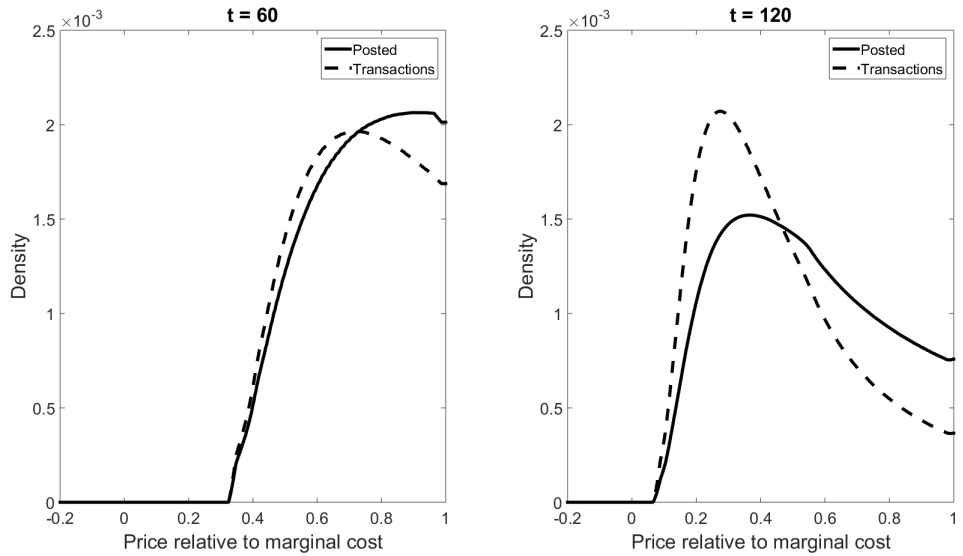 t = 60
×10⁻³
2.5
2
1.5
1
0.5
0
-0.2 0 0.2 0.4 0.6 0.8 1
Density
Price relative to marginal cost
Posted
Transactions
t = 120
×10⁻³
2.5
2
1.5
1
0.5
0
-0.2 0 0.2 0.4 0.6 0.8 1
Density
Price relative to marginal cost
Posted
Transactions